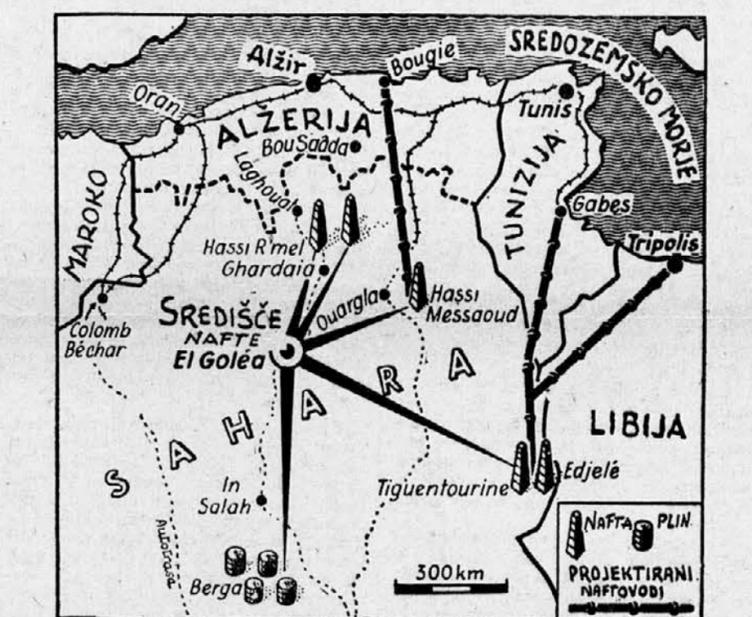 SREDOZEMSKO MORJE
Alžir
Bougie
Oran
Tunis
ALŽERIJA
Bou Saâda
Laghouat
MAROKO
TUNIZIJA
Gabes
Tripolis
Hassi R'mel
Ghardaia
Ouargla
Hassi
Messaoud
SREDIŠČE
NAFTE
El Goléa
Colomb
Béchar
SAHARA
LIBIJA
Tiguentourine
Edjelé
In
Salah
Autotrasa
Berga
300 km
NAFTA PLIN
PROJEKTIRANI
NAFTOVODI